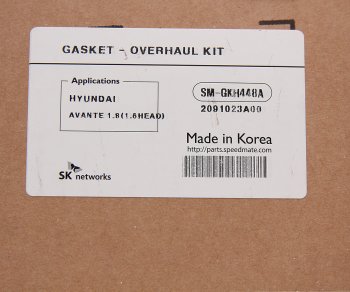 GASKET - OVERHAUL KIT
Applications
HYUNDAI
AVANTE 1.8(1.6HEAD)
SM-GKH448A
2091023A00
Made in Korea
http://parts.speedmate.com
SK networks